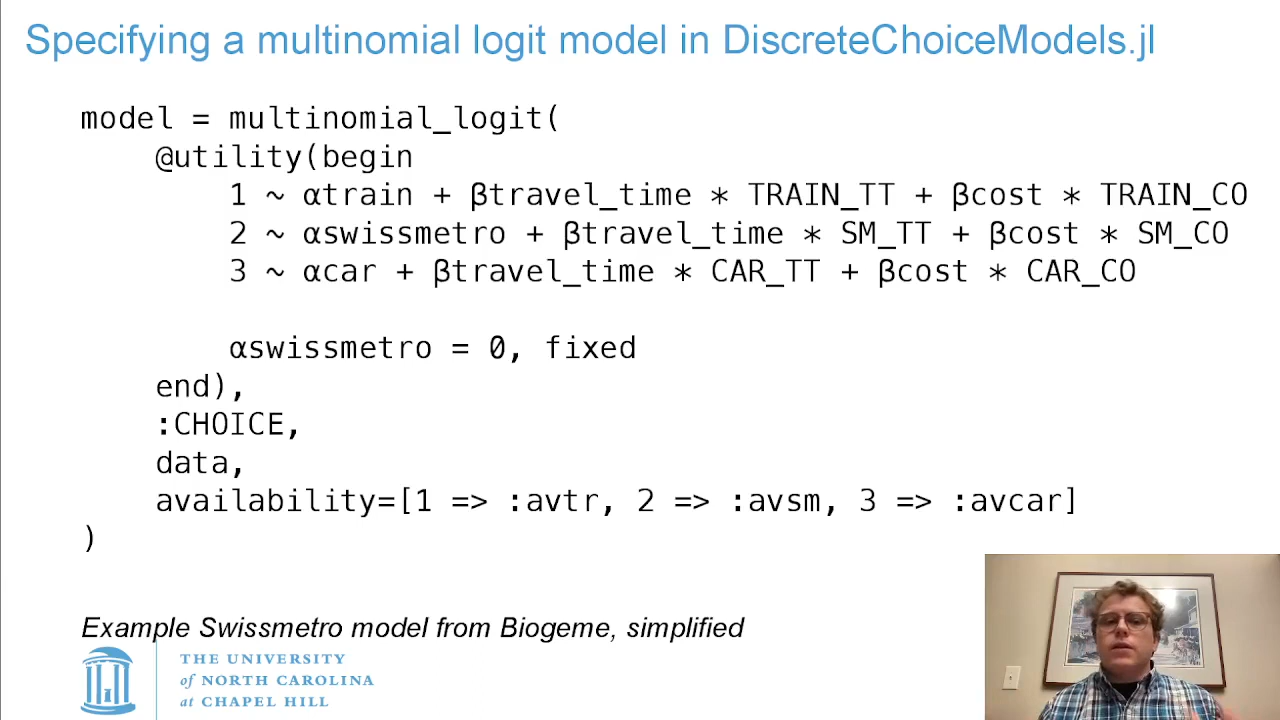 Specifying a multinomial logit model in DiscreteChoiceModels.jl
model = multinomial_logit(
@utility(begin
1 ~ αtrain + βtravel_time * TRAIN_TT + βcost * TRAIN_CO
2 ~ αswissmetro + βtravel_time * SM_TT + βcost * SM_CO
3 ~ αcar + βtravel_time * CAR_TT + βcost * CAR_CO
αswissmetro = 0, fixed
end),
:CHOICE,
data,
availability=[1 => :avtr, 2 => :avsm, 3 => :avcar]
)
Example Swissmetro model from Biogeme, simplified
THE UNIVERSITY
of NORTH CAROLINA
at CHAPEL HILL